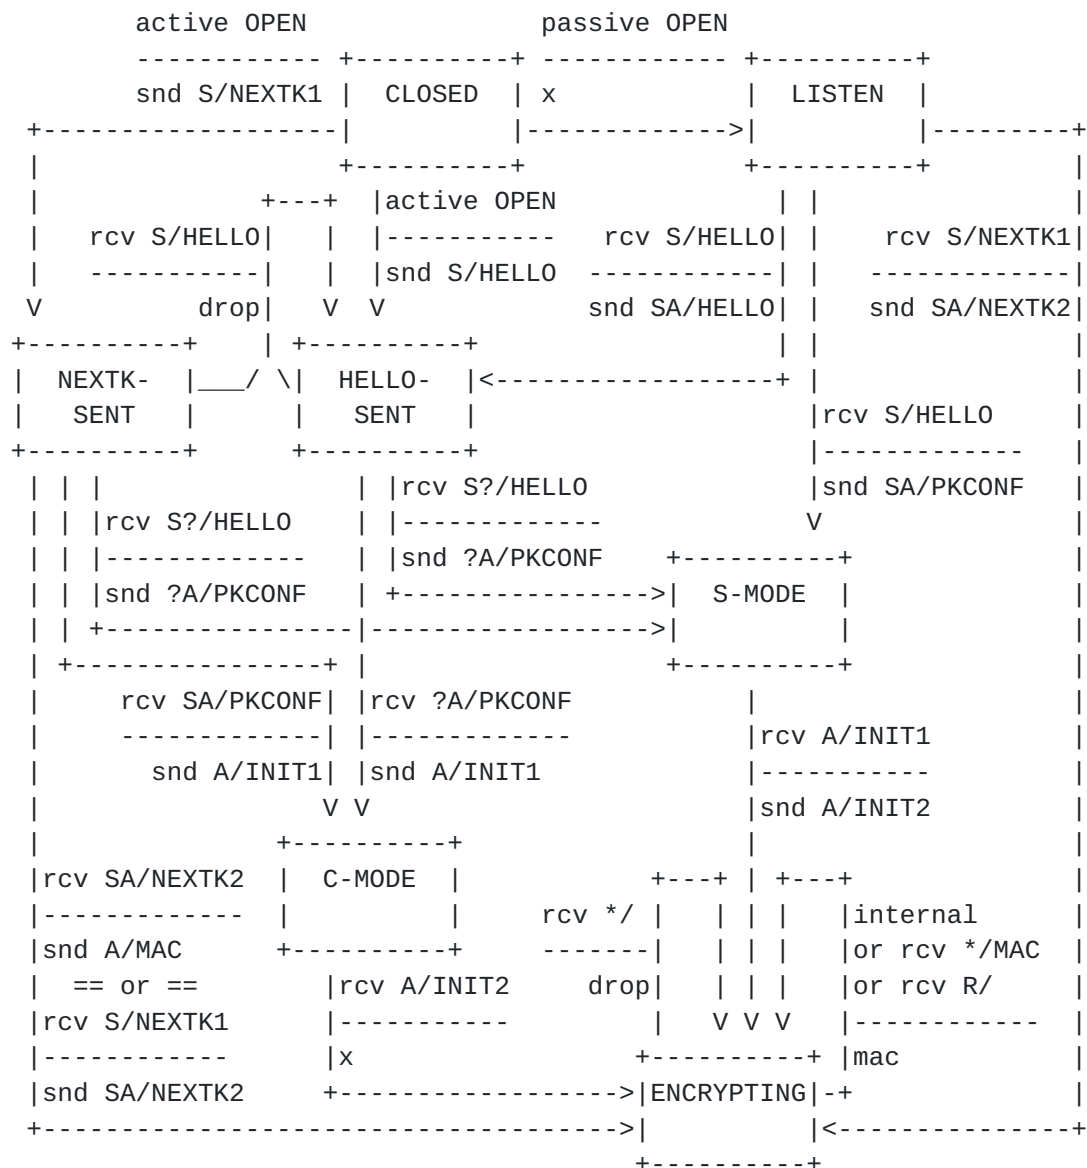 active OPEN passive OPEN
------------ +----------+ ------------ +----------+
snd S/NEXTK1 | CLOSED | x | LISTEN |
+-------------------| |------------->| |---------+
| +----------+ +----------+ |
| +---+ |active OPEN | | |
| rcv S/HELLO| | |----------- rcv S/HELLO| | rcv S/NEXTK1|
| -----------| | |snd S/HELLO ------------| | -------------|
V drop| V V snd SA/HELLO| | snd SA/NEXTK2|
+----------+ | +----------+ | | |
| NEXTK- |___/ \| HELLO- |<------------------+ | |
| SENT | | SENT | |rcv S/HELLO |
+----------+ +----------+ |------------- |
| | | | |rcv S?/HELLO |snd SA/PKCONF |
| | |rcv S?/HELLO | |------------- V |
| | |------------- | |snd ?A/PKCONF +----------+ |
| | |snd ?A/PKCONF | +---------------->| S-MODE | |
| | +----------------|------------------>| | |
| +----------------+ | +----------+ |
| rcv SA/PKCONF| |rcv ?A/PKCONF | |
| -------------| |------------- |rcv A/INIT1 |
| snd A/INIT1| |snd A/INIT1 |----------- |
| V V |snd A/INIT2 |
| +----------+ | |
|rcv SA/NEXTK2 | C-MODE | +---+ | +---+ |
|------------- | | rcv */ | | | | |internal |
|snd A/MAC +----------+ -------| | | | |or rcv */MAC |
| == or == |rcv A/INIT2 drop| | | | |or rcv R/ |
|rcv S/NEXTK1 |----------- | V V V |------------ |
|------------ |x +----------+ |mac |
|snd SA/NEXTK2 +------------------>|ENCRYPTING|-+ |
+------------------------------------->| |<---------------+
+----------+